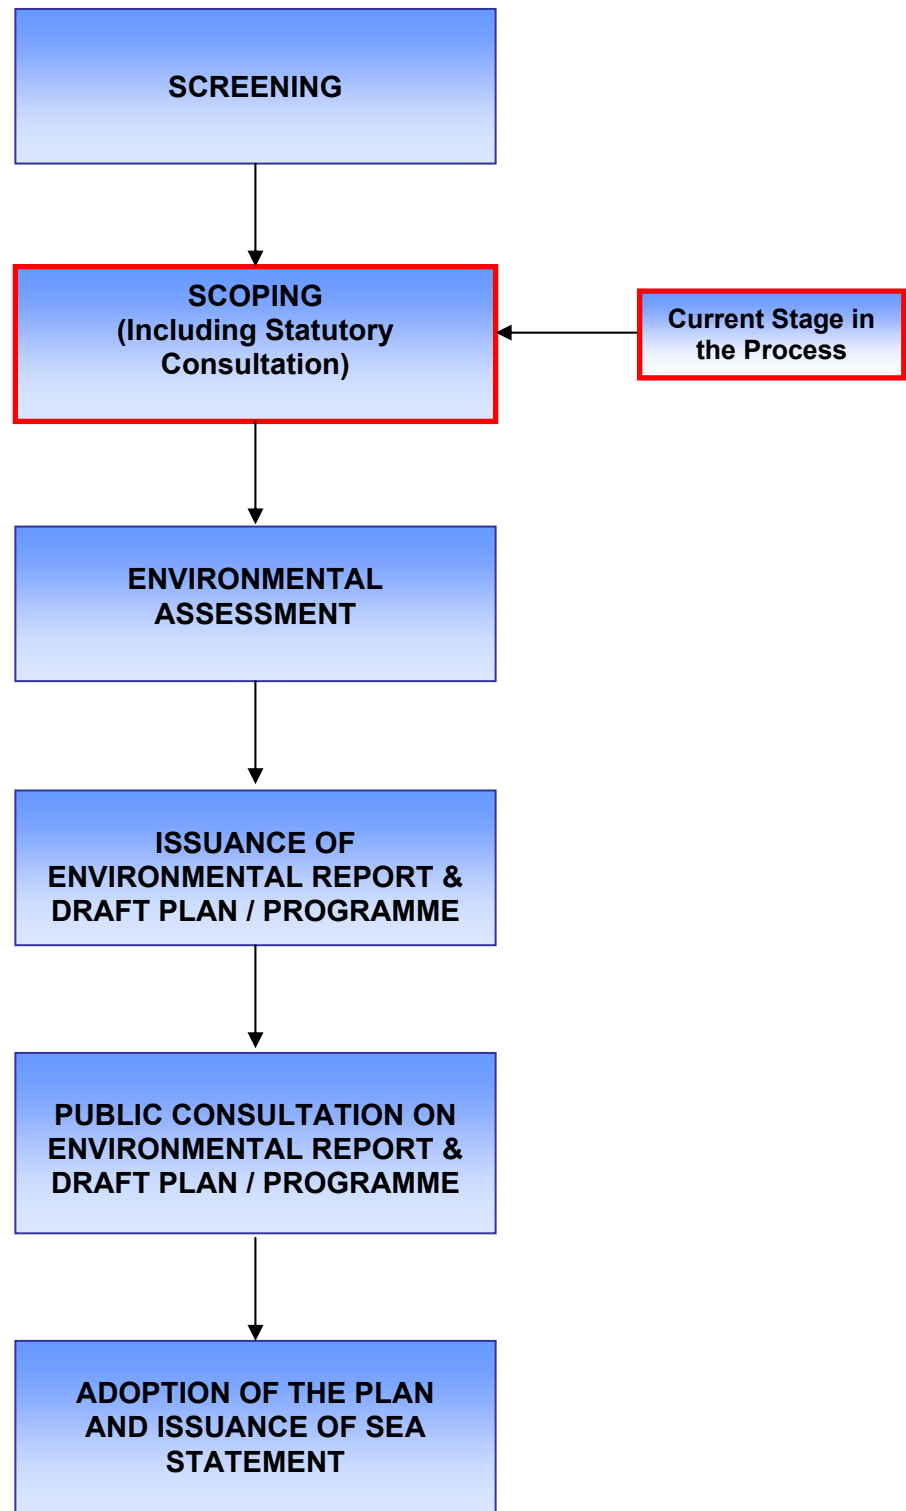 SCREENING
SCOPING
(Including Statutory
Consultation)
Current Stage in
the Process
ENVIRONMENTAL
ASSESSMENT
ISSUANCE OF
ENVIRONMENTAL REPORT &
DRAFT PLAN / PROGRAMME
PUBLIC CONSULTATION ON
ENVIRONMENTAL REPORT &
DRAFT PLAN / PROGRAMME
ADOPTION OF THE PLAN
AND ISSUANCE OF SEA
STATEMENT